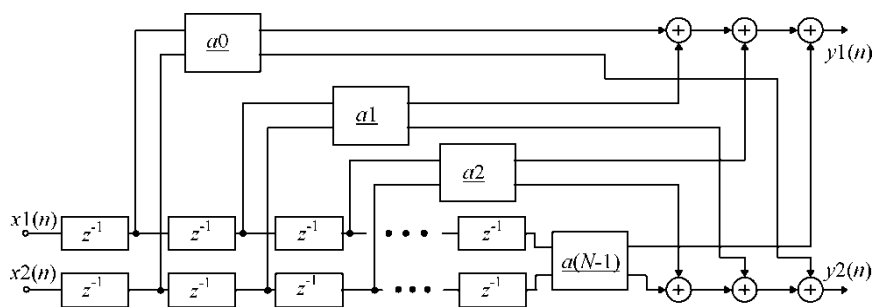 a0
+ + +
y1(n)
a1
a2
x1(n) z⁻¹ z⁻¹ z⁻¹ • • • z⁻¹
a(N-1)
x2(n) z⁻¹ z⁻¹ z⁻¹ • • • z⁻¹
+ + +
y2(n)